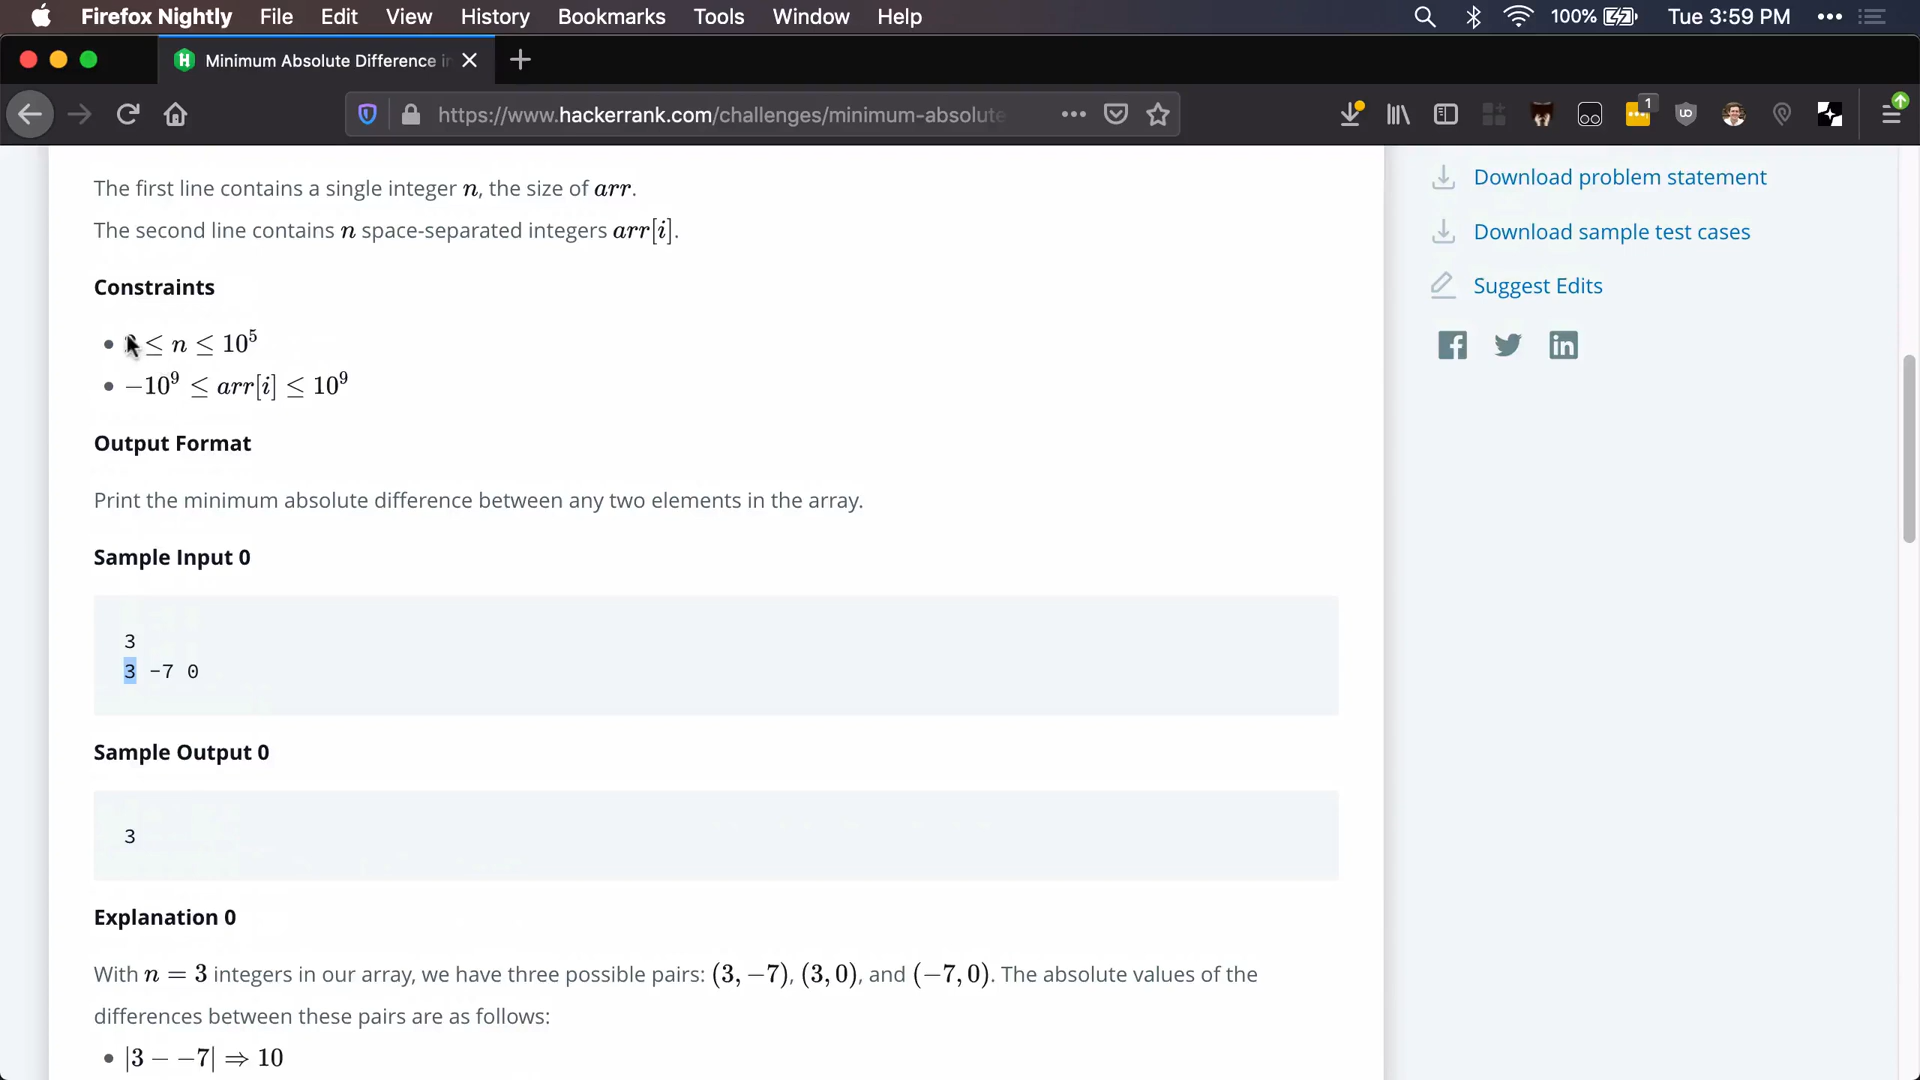 Firefox Nightly File Edit View History Bookmarks Tools Window Help 100% Tue 3:59 PM
Minimum Absolute Difference in
https://www.hackerrank.com/challenges/minimum-absolute 1
The first line contains a single integer n, the size of arr.
The second line contains n space-separated integers arr[i].
Constraints
≤ n ≤ 10⁵
−10⁹ ≤ arr[i] ≤ 10⁹
Output Format
Print the minimum absolute difference between any two elements in the array.
Sample Input 0
3
3 -7 0
Sample Output 0
3
Explanation 0
With n = 3 integers in our array, we have three possible pairs: (3, −7), (3, 0), and (−7, 0). The absolute values of the
differences between these pairs are as follows:
|3 − −7| ⇒ 10
Download problem statement
Download sample test cases
Suggest Edits